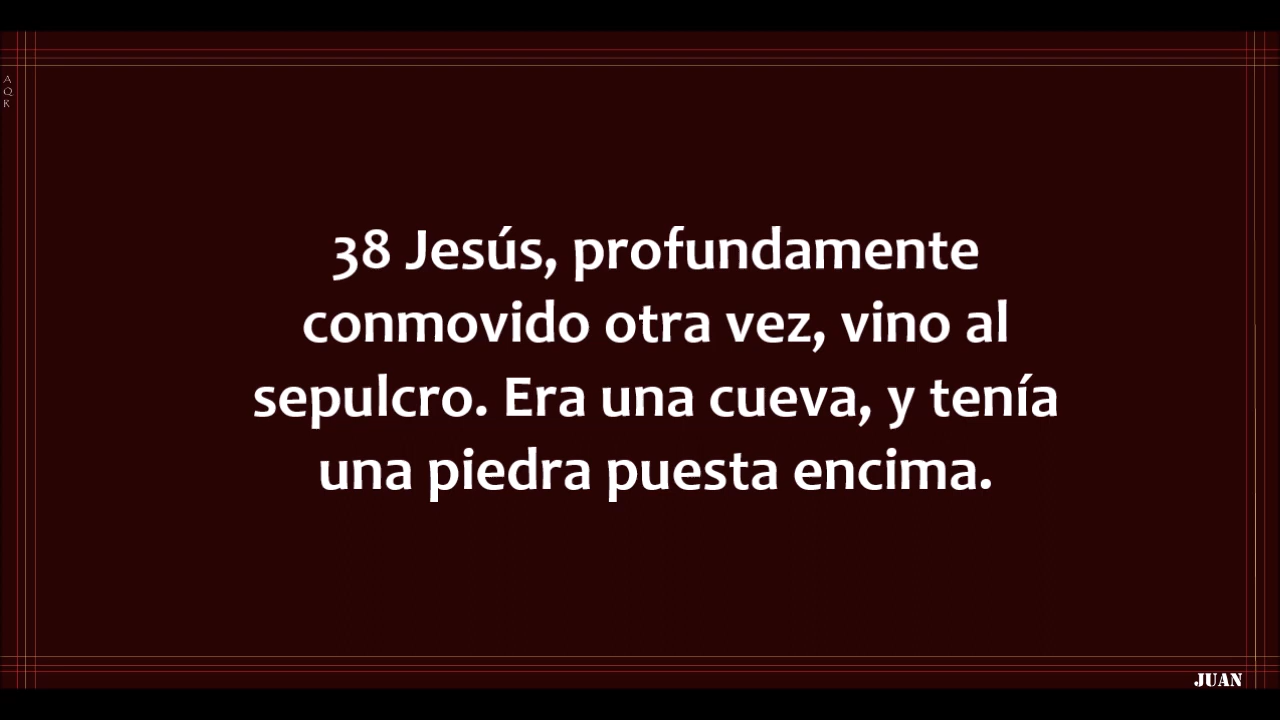 A
Q
R
38 Jesús, profundamente
conmovido otra vez, vino al
sepulcro. Era una cueva, y tenía
una piedra puesta encima.
JUAN